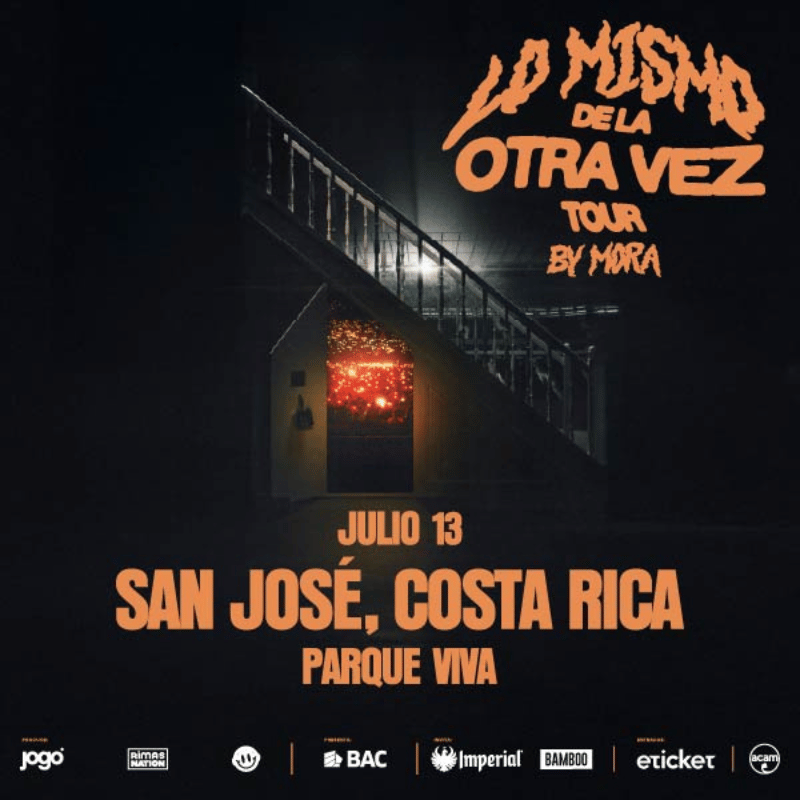 LO MISMO
DE LA
OTRA VEZ
TOUR
BY MORA
JULIO 13
SAN JOSÉ, COSTA RICA
PARQUE VIVA
jogo
RIMAS NATION
BAC
Imperial
BAMBOO
eticket
acam